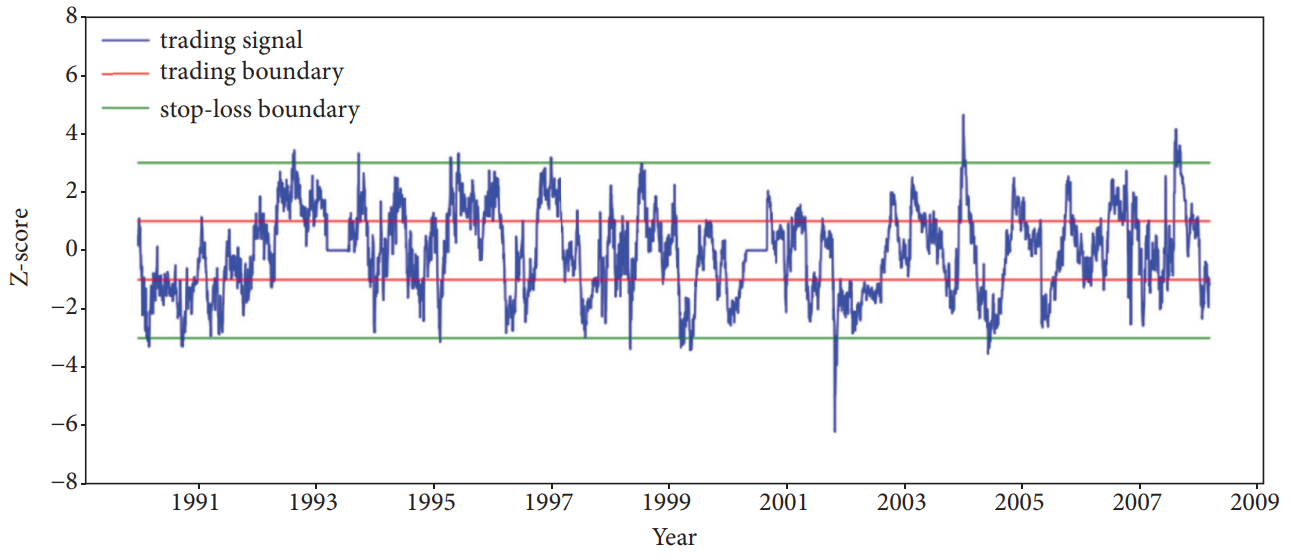 8
6
4
2
0
−2
−4
−6
−8
Z-score
trading signal
trading boundary
stop-loss boundary
1991 1993 1995 1997 1999 2001 2003 2005 2007 2009
Year